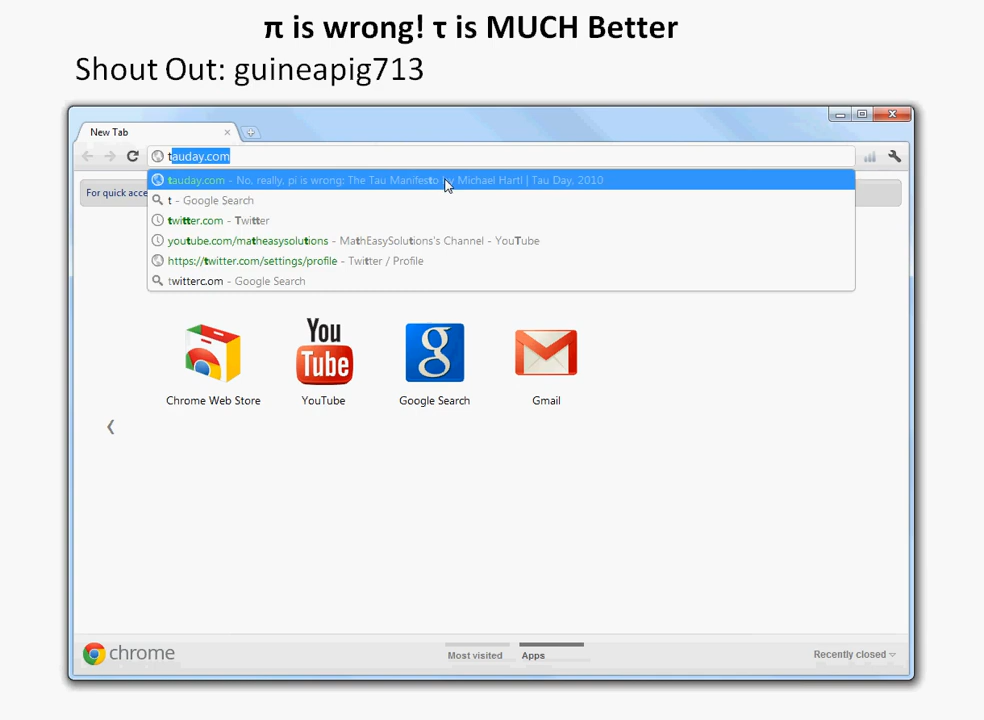 π is wrong! τ is MUCH Better
Shout Out: guineapig713
New Tab
tauday.com
For quick acce
tauday.com - No, really, pi is wrong: The Tau Manifesto by Michael Hartl | Tau Day, 2010
t - Google Search
twitter.com - Twitter
youtube.com/matheasysolutions - MathEasySolutions's Channel - YouTube
https://twitter.com/settings/profile - Twitter / Profile
twitterc.om - Google Search
You
Tube
g
Chrome Web Store
YouTube
Google Search
Gmail
chrome
Most visited
Apps
Recently closed